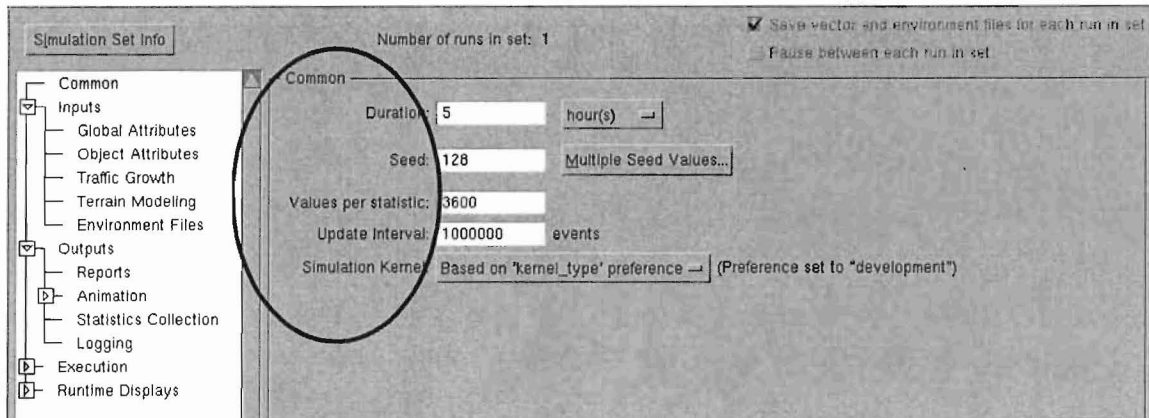 Simulation Set Info
Number of runs in set: 1
Save vector and environment files for each run in set
Pause between each run in set
Common
Inputs
Global Attributes
Object Attributes
Traffic Growth
Terrain Modeling
Environment Files
Outputs
Reports
Animation
Statistics Collection
Logging
Execution
Runtime Displays
Common
Duration: 5 hour(s)
Seed: 128 Multiple Seed Values...
Values per statistic: 3600
Update Interval: 1000000 events
Simulation Kernel: Based on 'kernel_type' preference (Preference set to "development")